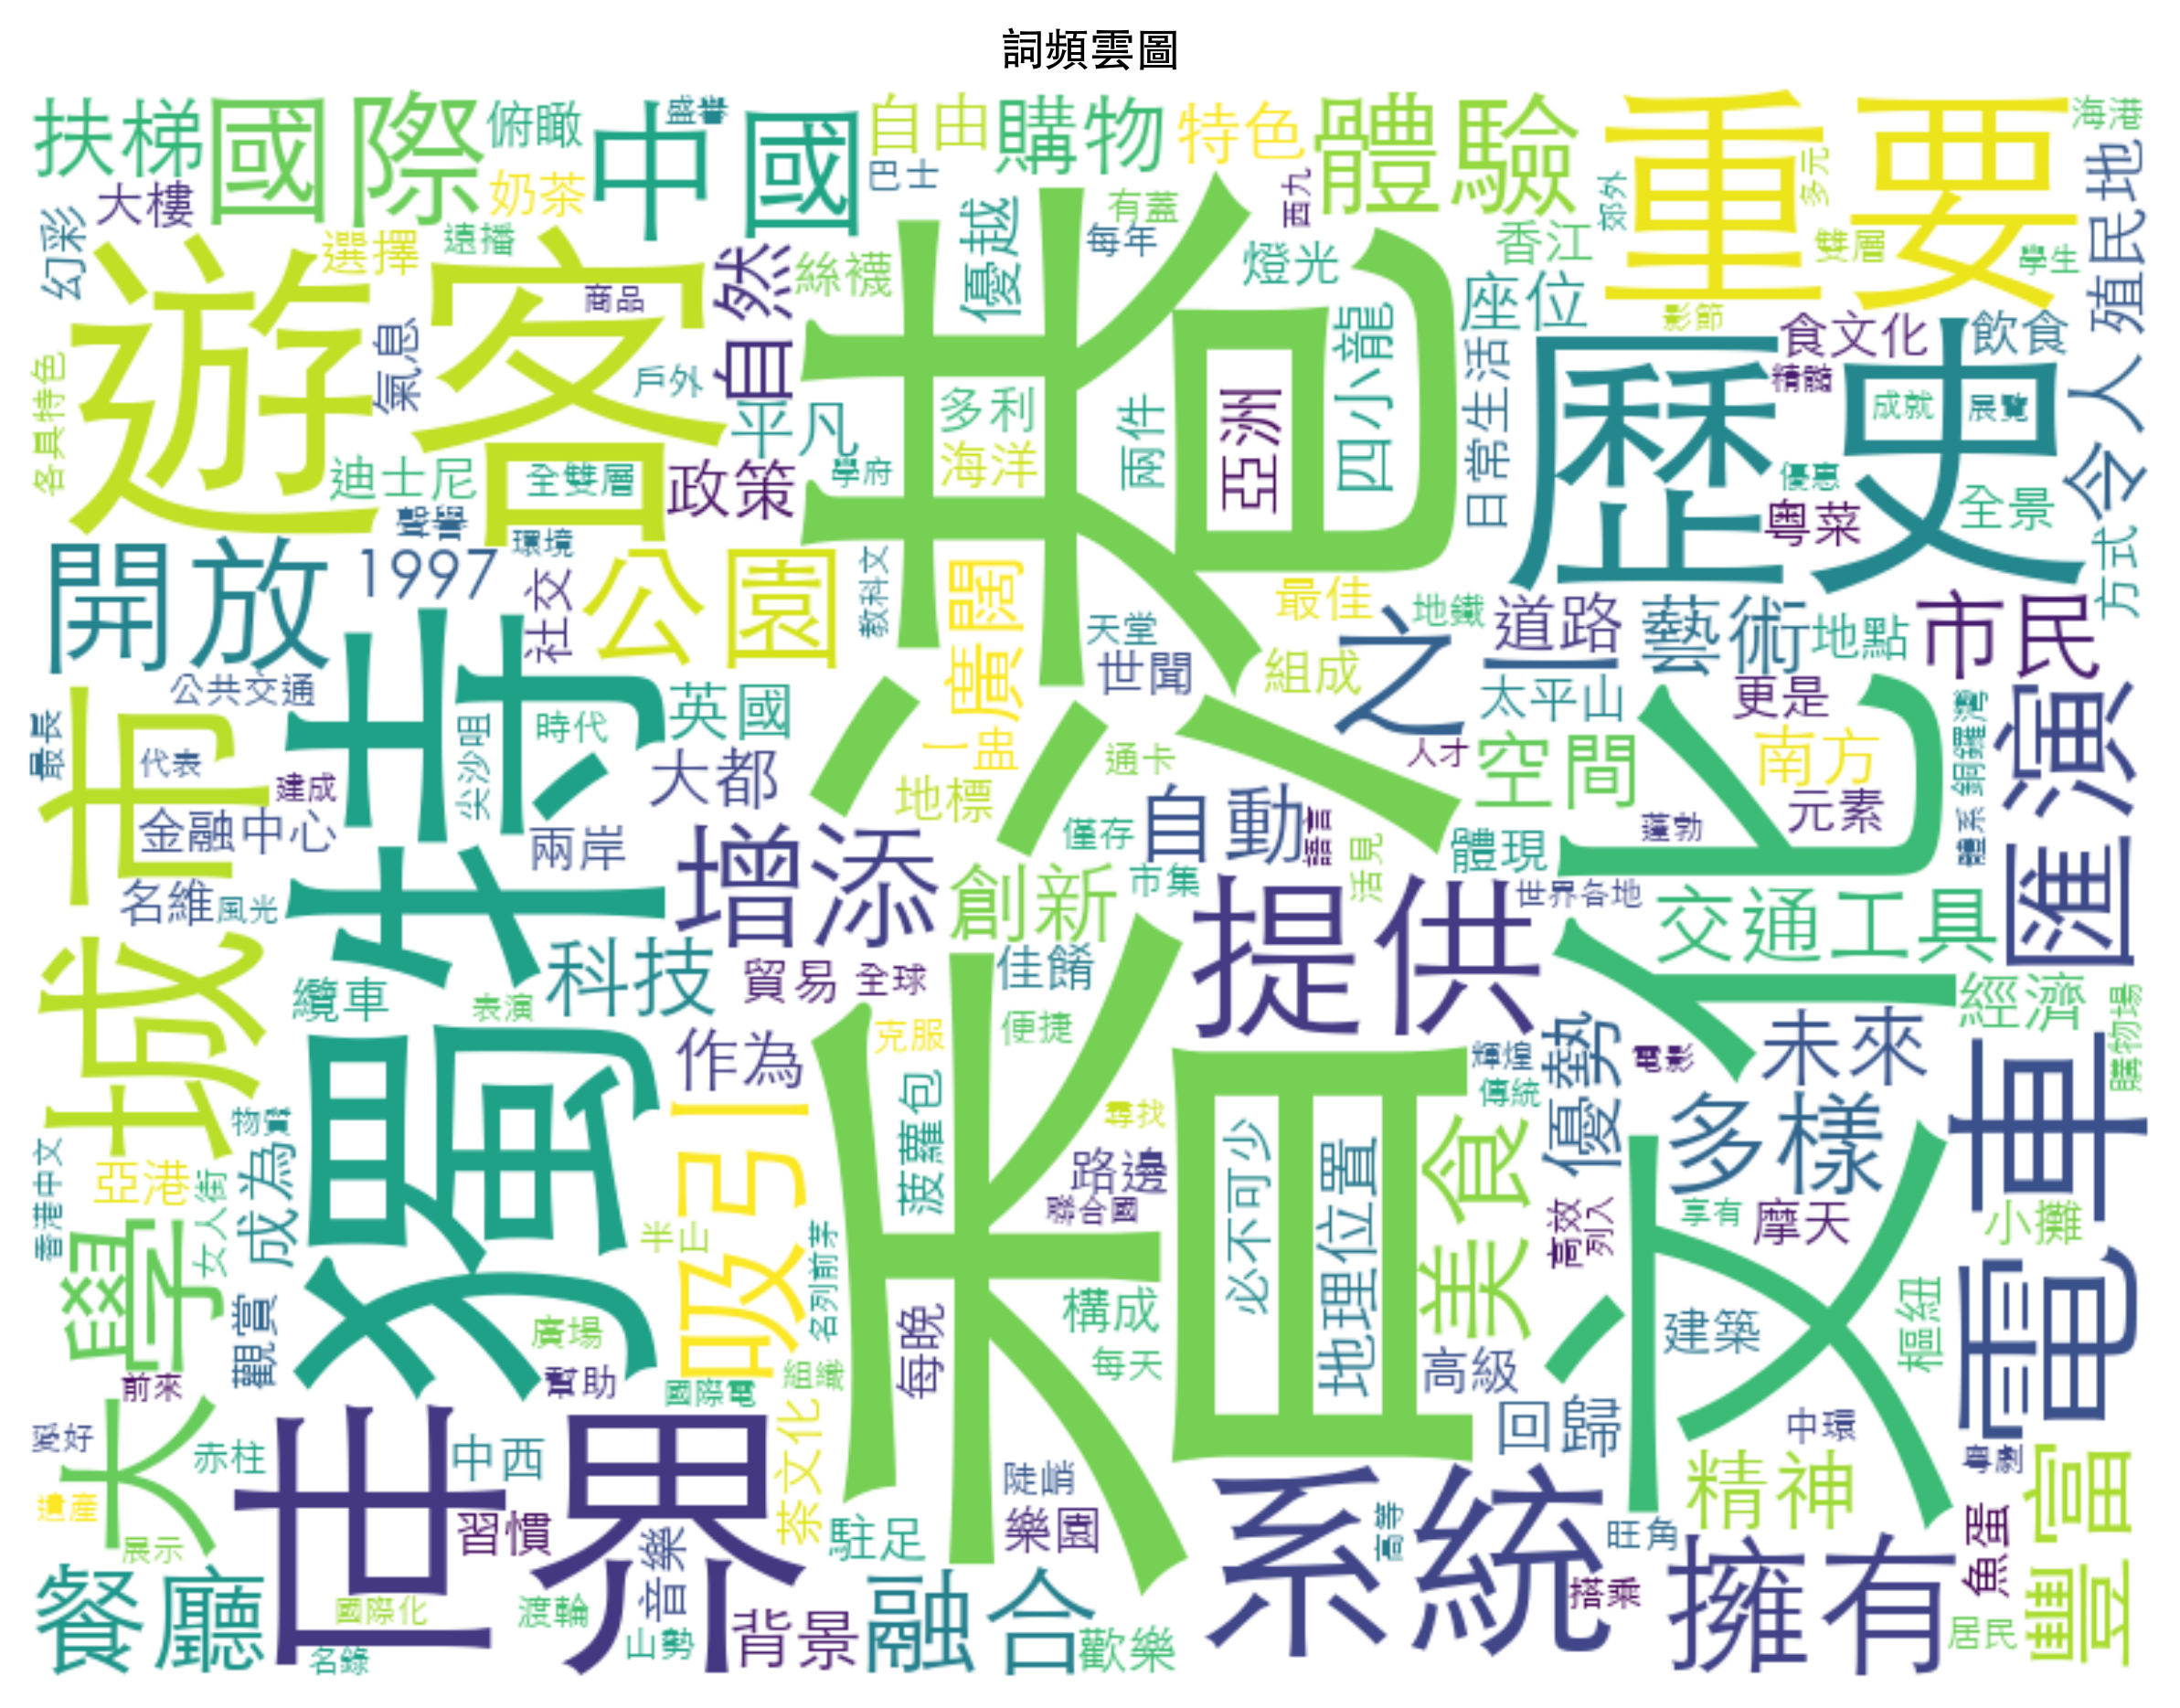 詞頻雲圖
扶梯
國際
俯瞰
中國
自由
購物
特色
體驗
重要
海港
大樓
奶茶
巴士
有蓋
西九
郊外
多元
殖民地
幻彩
選擇
遠播
遊客
商品
自然
絲襪
優越
每年
燈光
香江
雙層
學生
座位
影節
氣息
戶外
平凡
多利
海洋
兩件
亞洲
四小龍
日常生活
歷史
食文化
飲食
精髓
成就
展覽
令人
各具特色
迪士尼
全雙層
政策
學府
優惠
粵菜
全景
香港
開放
1997
環境
社交
公園
教科文
廣闊
天堂
最佳
之一
地鐵
道路
藝術
地點
市民
方式
公共交通
獨特
英國
世聞
組成
太平山
更是
匯演
最長
城市
代表
建成
尖沙咀
時代
大都
一盅
地標
通卡
人才
空間
南方
銅鑼灣
金融中心
兩岸
增添
僅存
自動
語言
活見
體現
蓬勃
元素
體系
文化
名維
風光
創新
市集
提供
世界各地
交通工具
纜車
表演
科技
貿易
全球
佳餚
經濟
購物場
作為
克服
便捷
輝煌
傳統
優勢
電影
未來
電車
物質
吸引
菠蘿包
尋找
必不可少
地理位置
美食
多樣
香港中文
亞港
女人街
成為
路邊
聯合國
高效
列入
享有
摩天
小攤
大學
觀賞
半山
名列前茅
每晚
構成
建築
樞紐
廣場
幫助
國際電
組織
每天
高級
前來
愛好
赤柱
世界
中西
茶文化
陡峭
回歸
中環
精神
粵劇
豐富
遺產
展示
習慣
音樂
駐足
樂園
系統
高等
旺角
擁有
魚蛋
餐廳
國際化
名錄
渡輪
山勢
背景
融合
歡樂
搭乘
居民